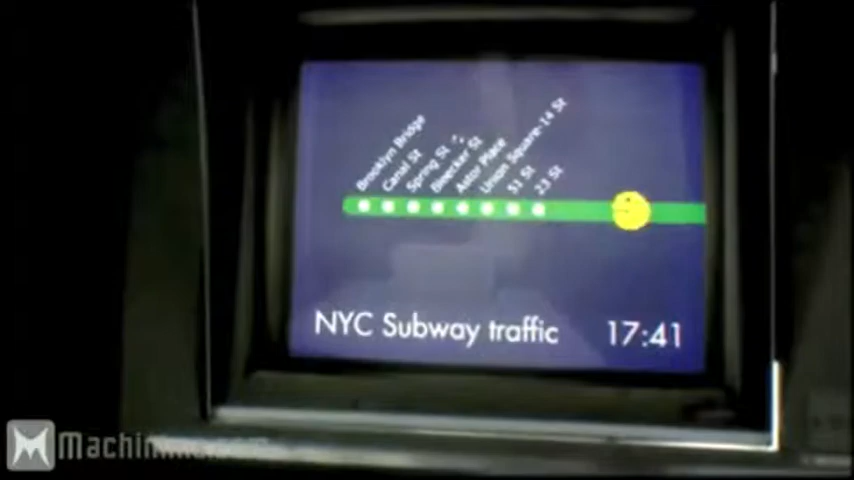 Brooklyn Bridge
Canal St
Spring St
Bleecker St
Astor Place
Union Square-14 St
51 St
23 St
NYC Subway traffic 17:41